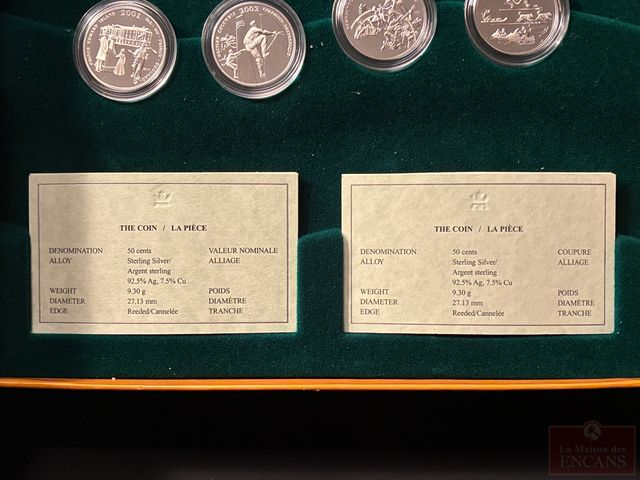 2001
2002
THE COIN / LA PIÈCE
DENOMINATION 50 cents VALEUR NOMINALE
ALLOY Sterling Silver/ ALLIAGE
Argent sterling
92.5% Ag, 7.5% Cu
WEIGHT 9.30 g POIDS
DIAMETER 27.13 mm DIAMÈTRE
EDGE Reeded/Cannelée TRANCHE
THE COIN / LA PIÈCE
DENOMINATION 50 cents COUPURE
ALLOY Sterling Silver/ ALLIAGE
Argent sterling
92.5% Ag, 7.5% Cu
WEIGHT 9.30 g POIDS
DIAMETER 27.13 mm DIAMÈTRE
EDGE Reeded/Cannelée TRANCHE
La Maison des
ENCANS